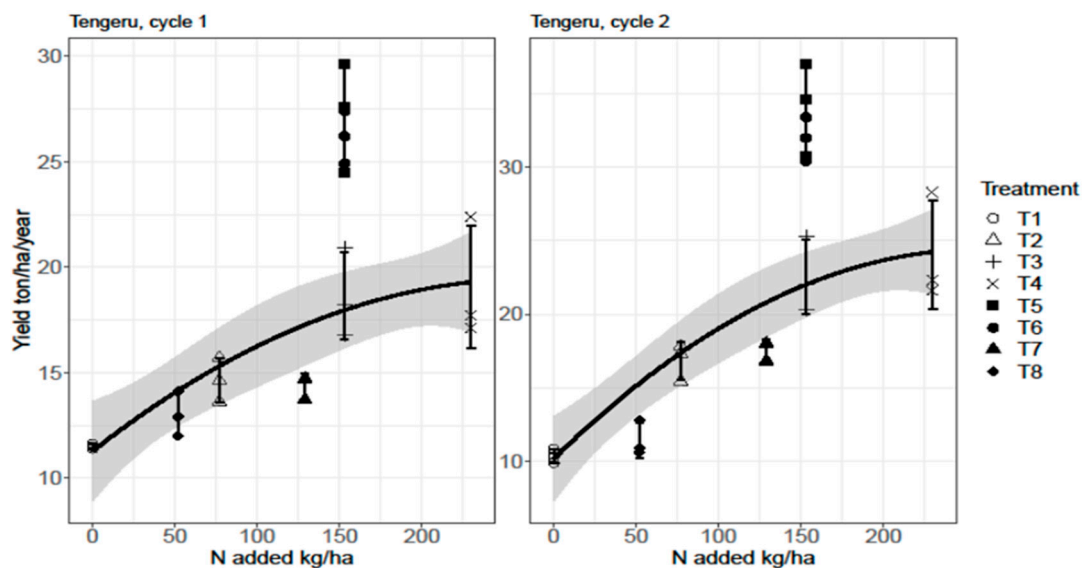 Tengeru, cycle 1
Tengeru, cycle 2
Yield ton/ha/year
30
25
20
15
10
30
20
10
0 50 100 150 200
0 50 100 150 200
N added kg/ha
N added kg/ha
Treatment
T1
T2
T3
T4
T5
T6
T7
T8